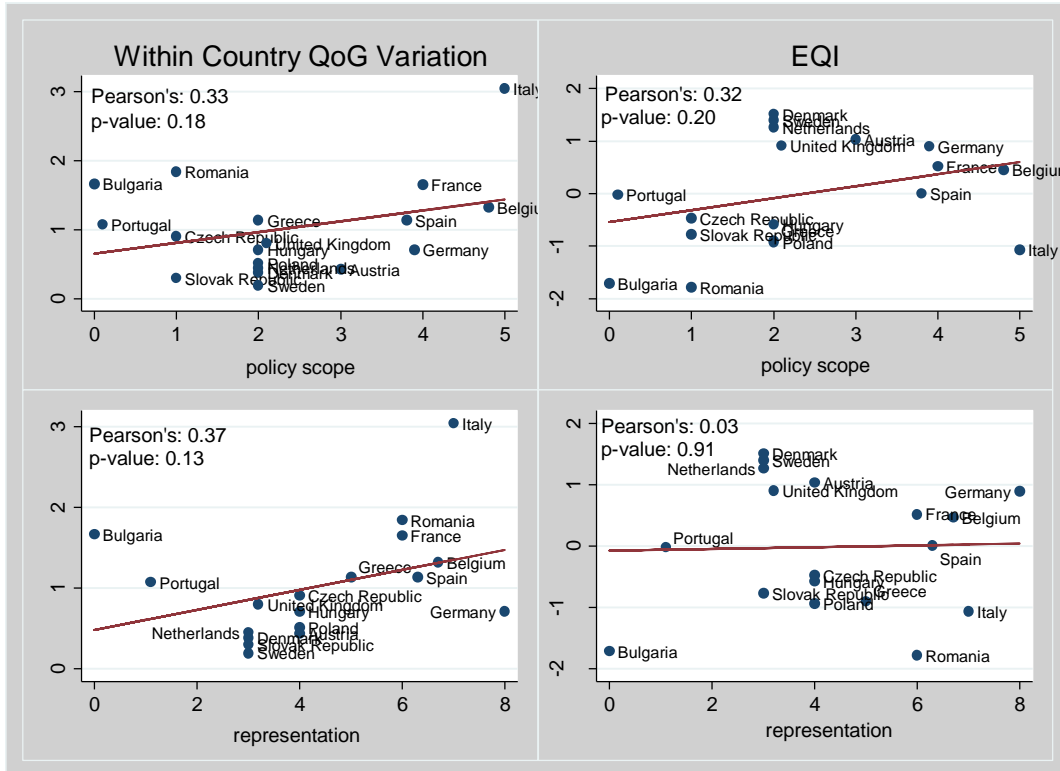 Within Country QoG Variation
Pearson's: 0.33
p-value: 0.18
3
2
1
0
Italy
Romania
Bulgaria
France
Belgiu
Portugal
Greece
Spain
Czech Republic
United Kingdom
Hungary
Germany
Poland
Netherlands
Austria
Denmark
Slovak Republic
Sweden
0 1 2 3 4 5
policy scope
EQI
Pearson's: 0.32
p-value: 0.20
2
1
0
-1
-2
Denmark
Sweden
Netherlands
Austria
United Kingdom
Germany
France
Belgium
Portugal
Spain
Czech Republic
Hungary
Slovak Republic
Greece
Poland
Italy
Bulgaria
Romania
0 1 2 3 4 5
policy scope
Pearson's: 0.37
p-value: 0.13
3
2
1
0
Italy
Romania
Bulgaria
France
Greece
Belgium
Portugal
Spain
Czech Republic
United Kingdom
Hungary
Germany
Poland
Netherlands
Denmark
Austria
Slovak Republic
Sweden
0 2 4 6 8
representation
Pearson's: 0.03
p-value: 0.91
2
1
0
-1
-2
Denmark
Sweden
Netherlands
Austria
United Kingdom
Germany
France
Belgium
Portugal
Spain
Czech Republic
Hungary
Slovak Republic
Greece
Poland
Italy
Bulgaria
Romania
0 2 4 6 8
representation